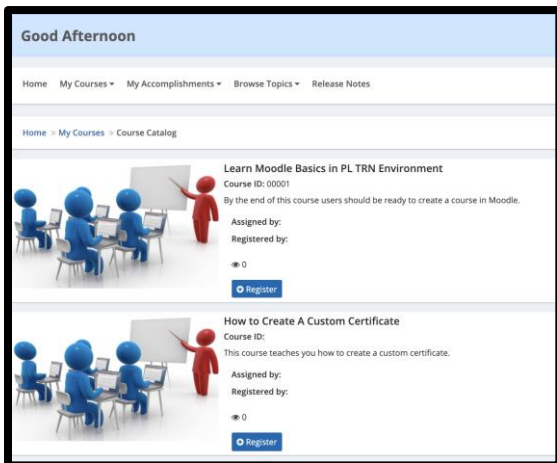 Good Afternoon
Home My Courses My Accomplishments Browse Topics Release Notes
Home » My Courses » Course Catalog
Learn Moodle Basics in PL TRN Environment
Course ID: 00001
By the end of this course users should be ready to create a course in Moodle.
Assigned by:
Registered by:
0
Register
How to Create A Custom Certificate
Course ID:
This course teaches you how to create a custom certificate.
Assigned by:
Registered by:
0
Register